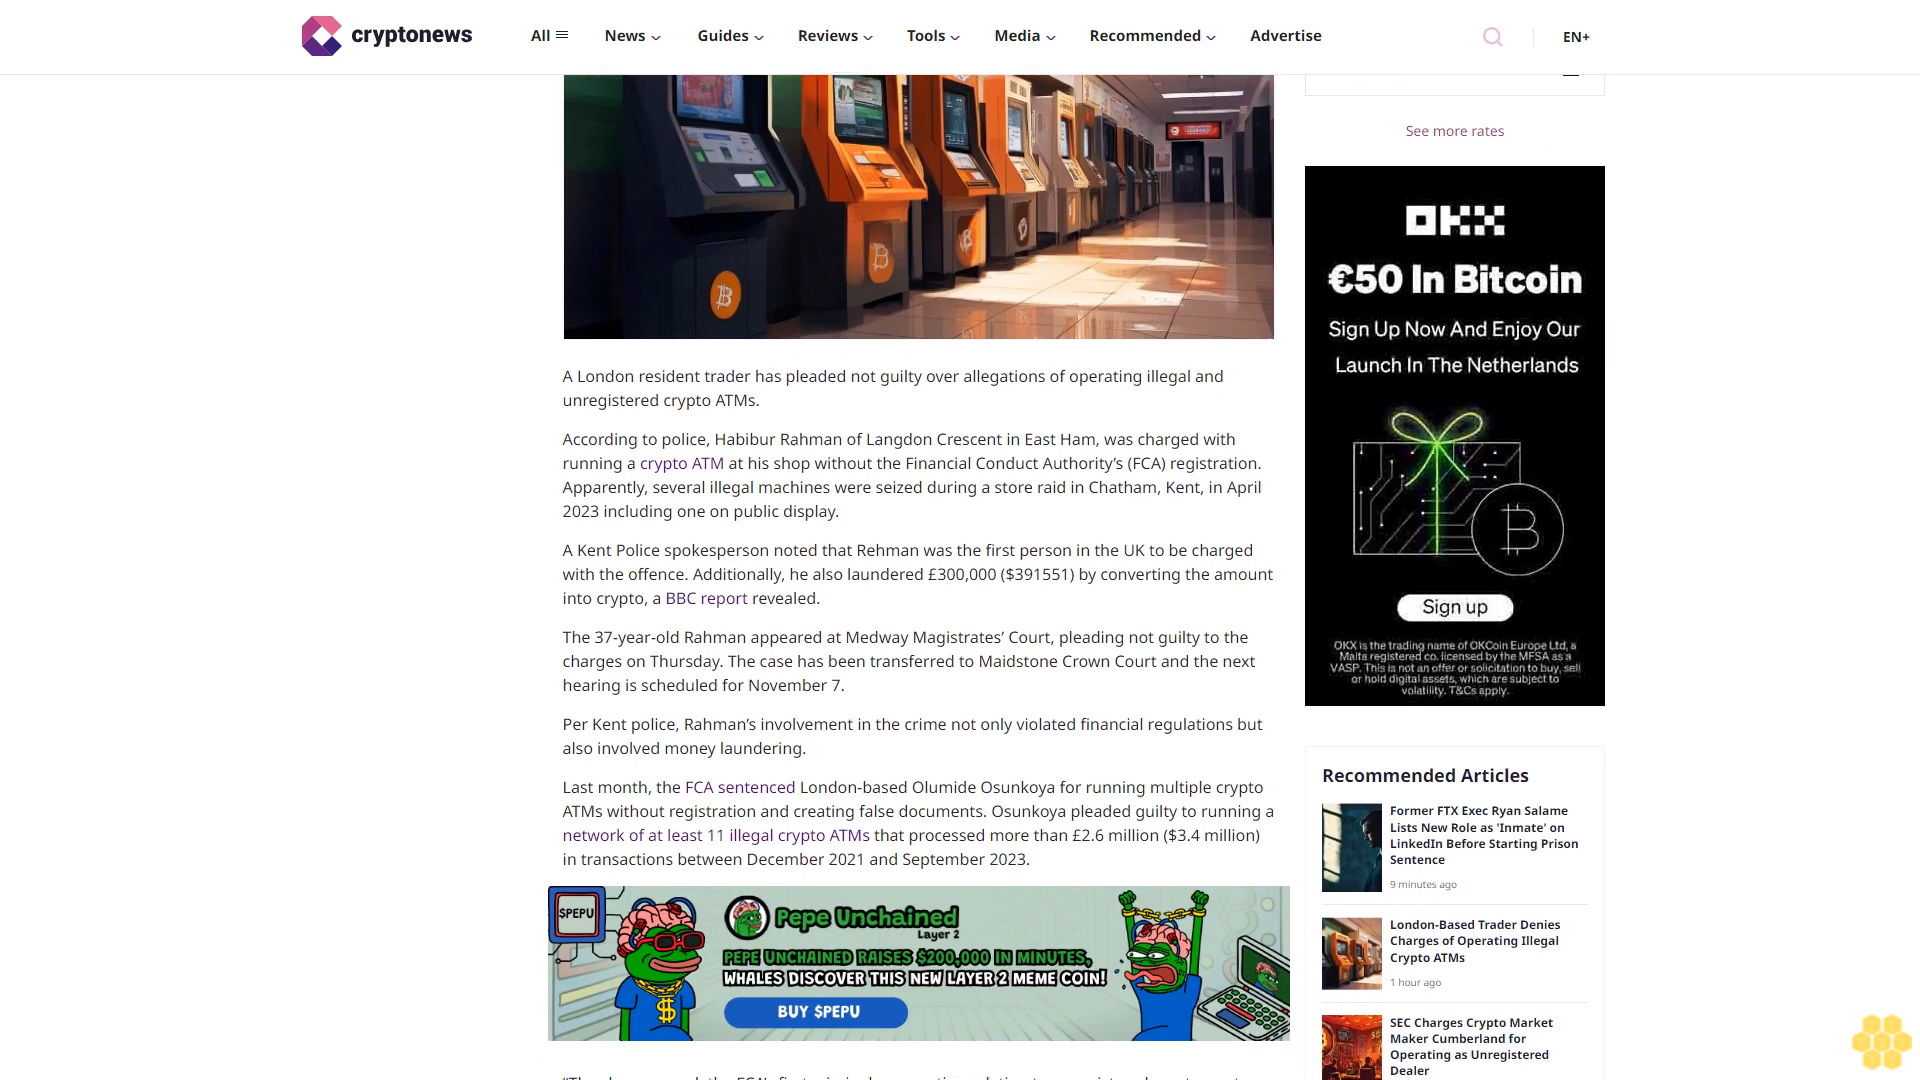 cryptonews
All
News
Guides
Reviews
Tools
Media
Recommended
Advertise
EN+
See more rates
OKX
€50 In Bitcoin
Sign Up Now And Enjoy Our
Launch In The Netherlands
Sign up
OKX is the trading name of OKCoin Europe Ltd, a
Malta registered co. licensed by the MFSA as a
VASP. This is not an offer or solicitation to buy, sell
or hold digital assets, which are subject to
volatility. T&Cs apply.
A London resident trader has pleaded not guilty over allegations of operating illegal and
unregistered crypto ATMs.
According to police, Habibur Rahman of Langdon Crescent in East Ham, was charged with
running a crypto ATM at his shop without the Financial Conduct Authority’s (FCA) registration.
Apparently, several illegal machines were seized during a store raid in Chatham, Kent, in April
2023 including one on public display.
A Kent Police spokesperson noted that Rehman was the first person in the UK to be charged
with the offence. Additionally, he also laundered £300,000 ($391551) by converting the amount
into crypto, a BBC report revealed.
The 37-year-old Rahman appeared at Medway Magistrates’ Court, pleading not guilty to the
charges on Thursday. The case has been transferred to Maidstone Crown Court and the next
hearing is scheduled for November 7.
Per Kent police, Rahman’s involvement in the crime not only violated financial regulations but
also involved money laundering.
Last month, the FCA sentenced London-based Olumide Osunkoya for running multiple crypto
ATMs without registration and creating false documents. Osunkoya pleaded guilty to running a
network of at least 11 illegal crypto ATMs that processed more than £2.6 million ($3.4 million)
in transactions between December 2021 and September 2023.
$PEPU
Pepe Unchained
Layer 2
PEPE UNCHAINED RAISES $200,000 IN MINUTES,
WHALES DISCOVER THIS NEW LAYER 2 MEME COIN!
BUY $PEPU
Recommended Articles
Former FTX Exec Ryan Salame
Lists New Role as 'Inmate' on
LinkedIn Before Starting Prison
Sentence
9 minutes ago
London-Based Trader Denies
Charges of Operating Illegal
Crypto ATMs
1 hour ago
SEC Charges Crypto Market
Maker Cumberland for
Operating as Unregistered
Dealer